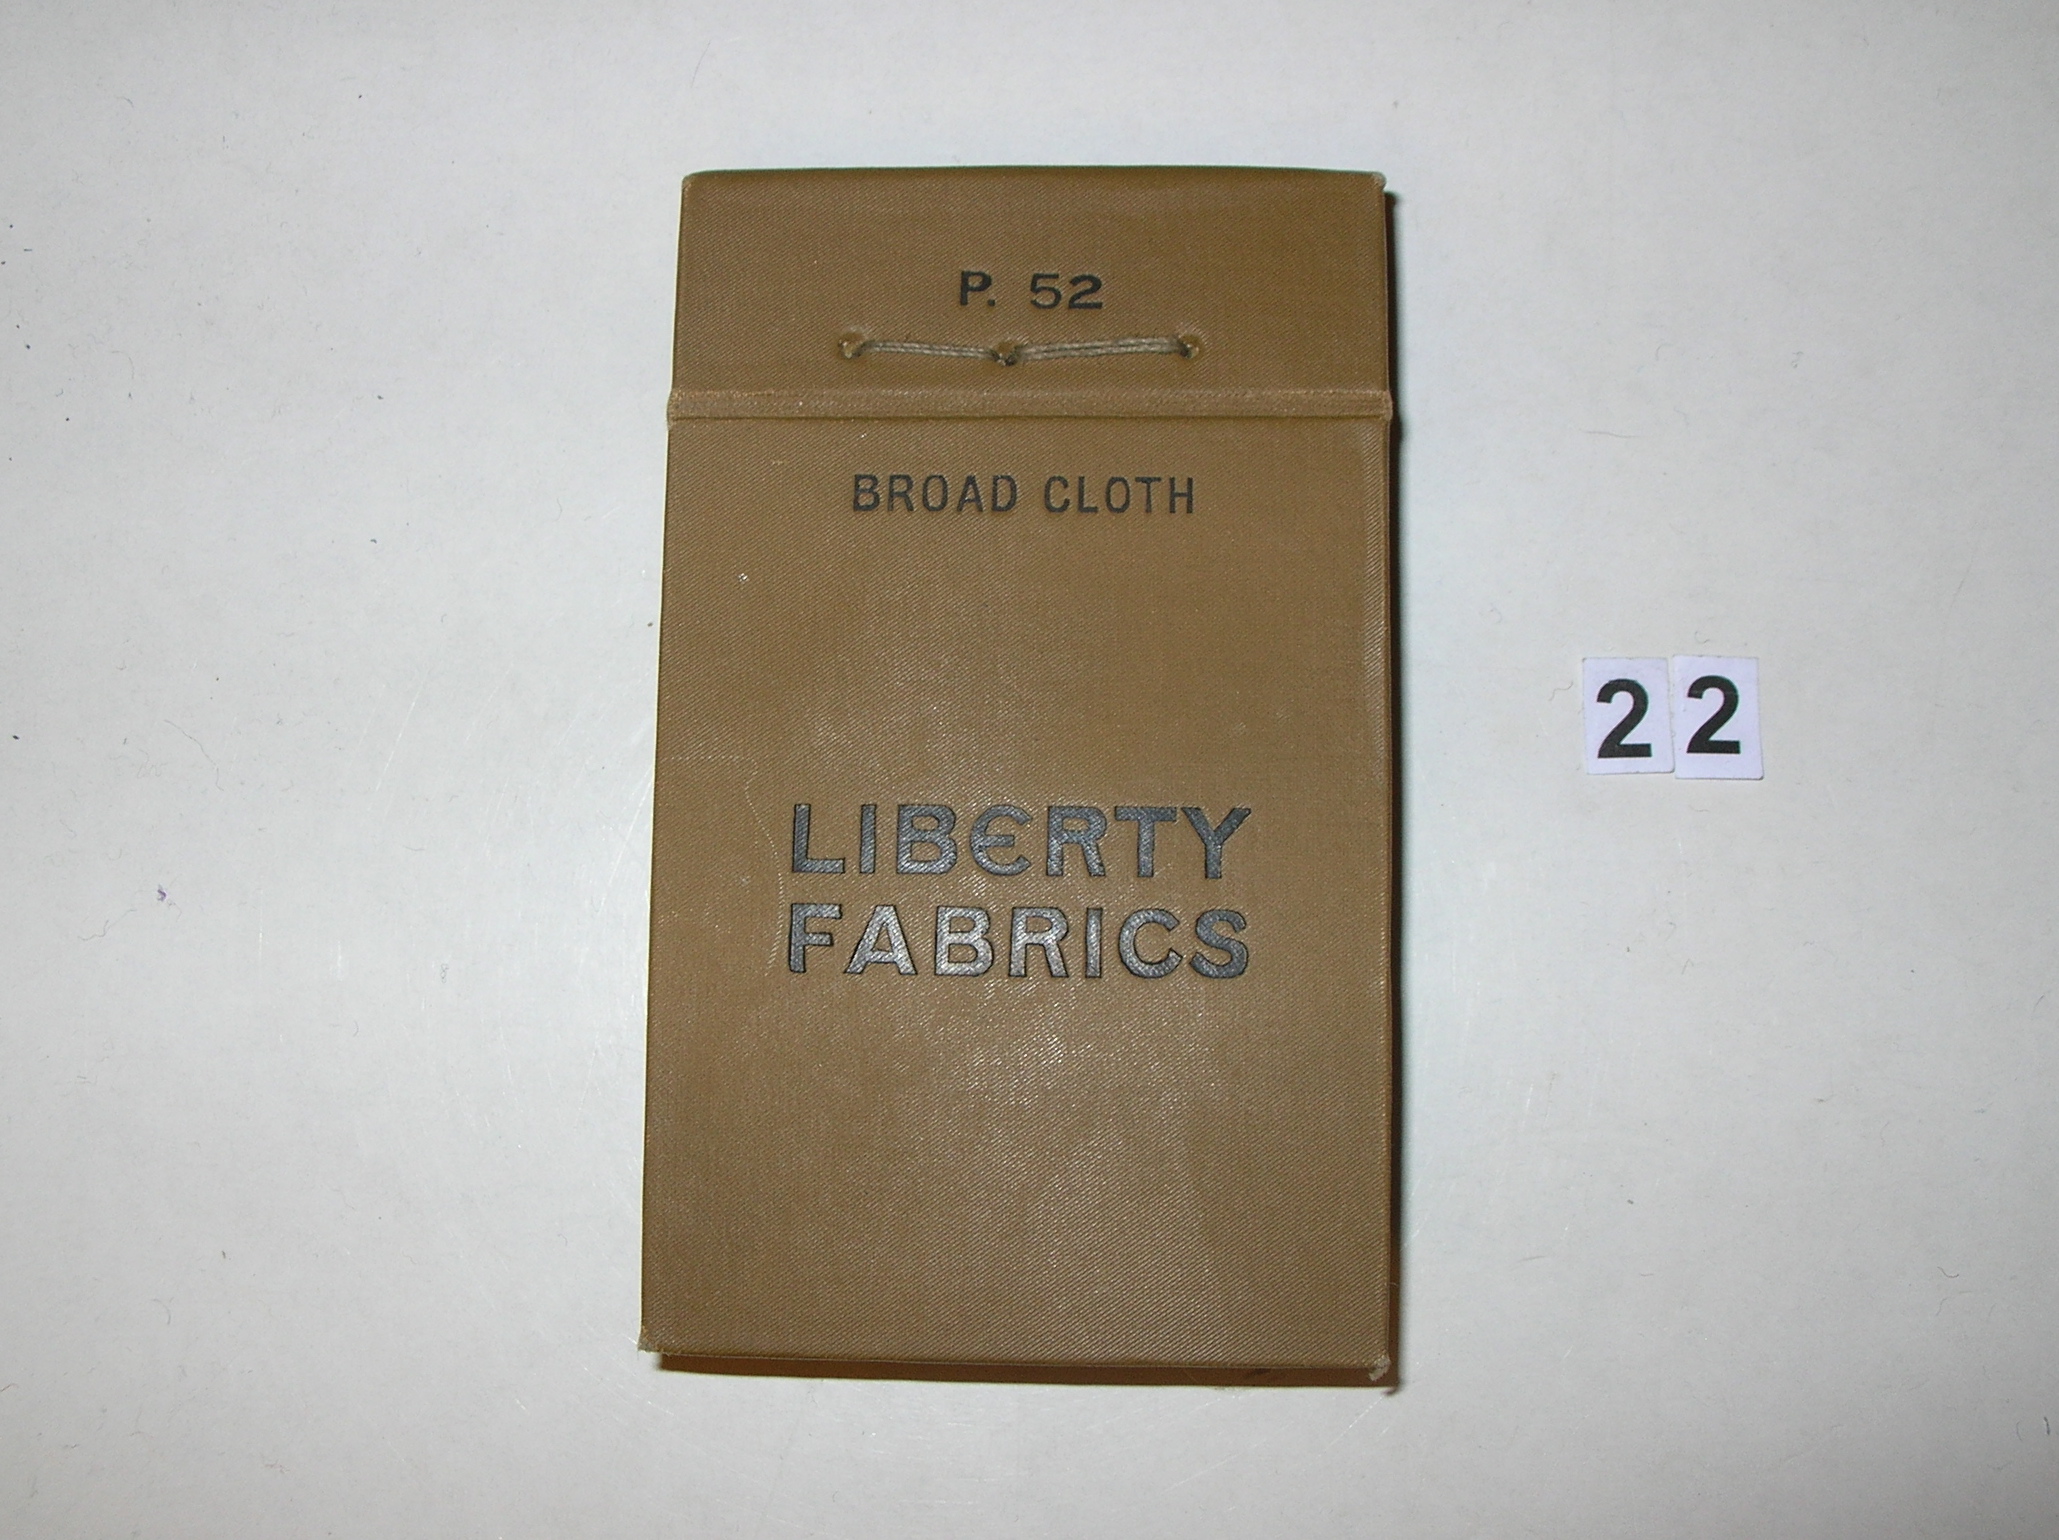 P. 52
BROAD CLOTH
LIBERTY
FABRICS
22